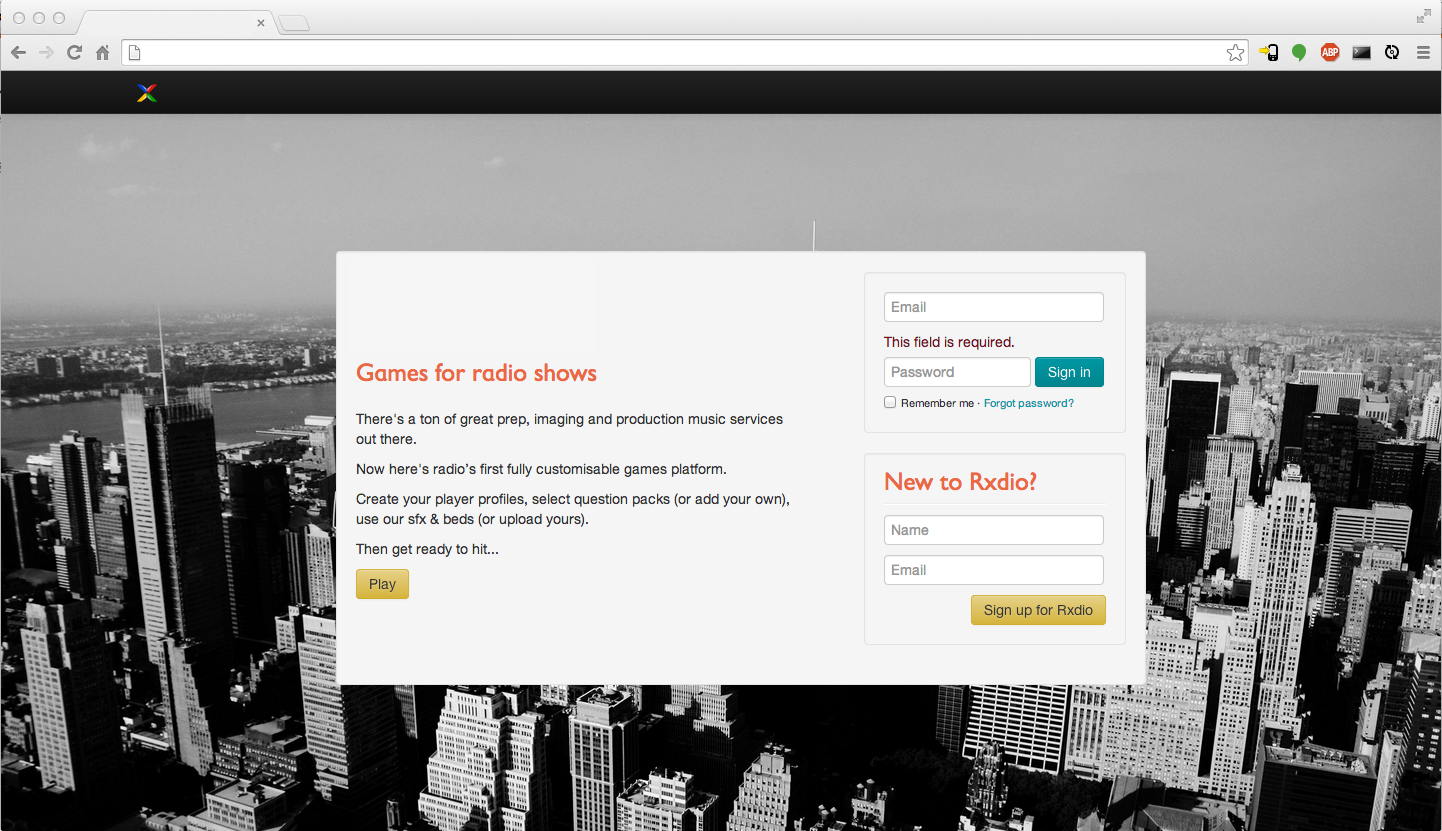 ABP
Games for radio shows
There's a ton of great prep, imaging and production music services
out there.
Now here's radio’s first fully customisable games platform.
Create your player profiles, select question packs (or add your own),
use our sfx & beds (or upload yours).
Then get ready to hit...
Play
Email
This field is required.
Password
Sign in
Remember me · Forgot password?
New to Rxdio?
Name
Email
Sign up for Rxdio